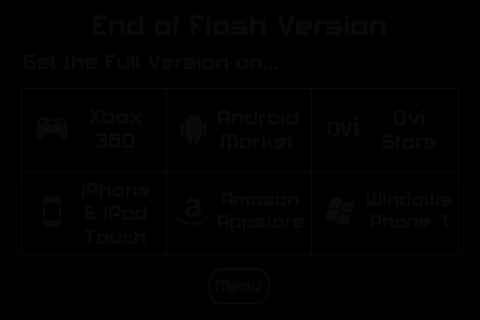 End of Flash Version
Get the Full Version on...
Xbox
360
Android
Market
ovi
Ovi
Store
iPhone
& iPod
Touch
a
Amazon
Appstore
Windows
Phone 7
Menu